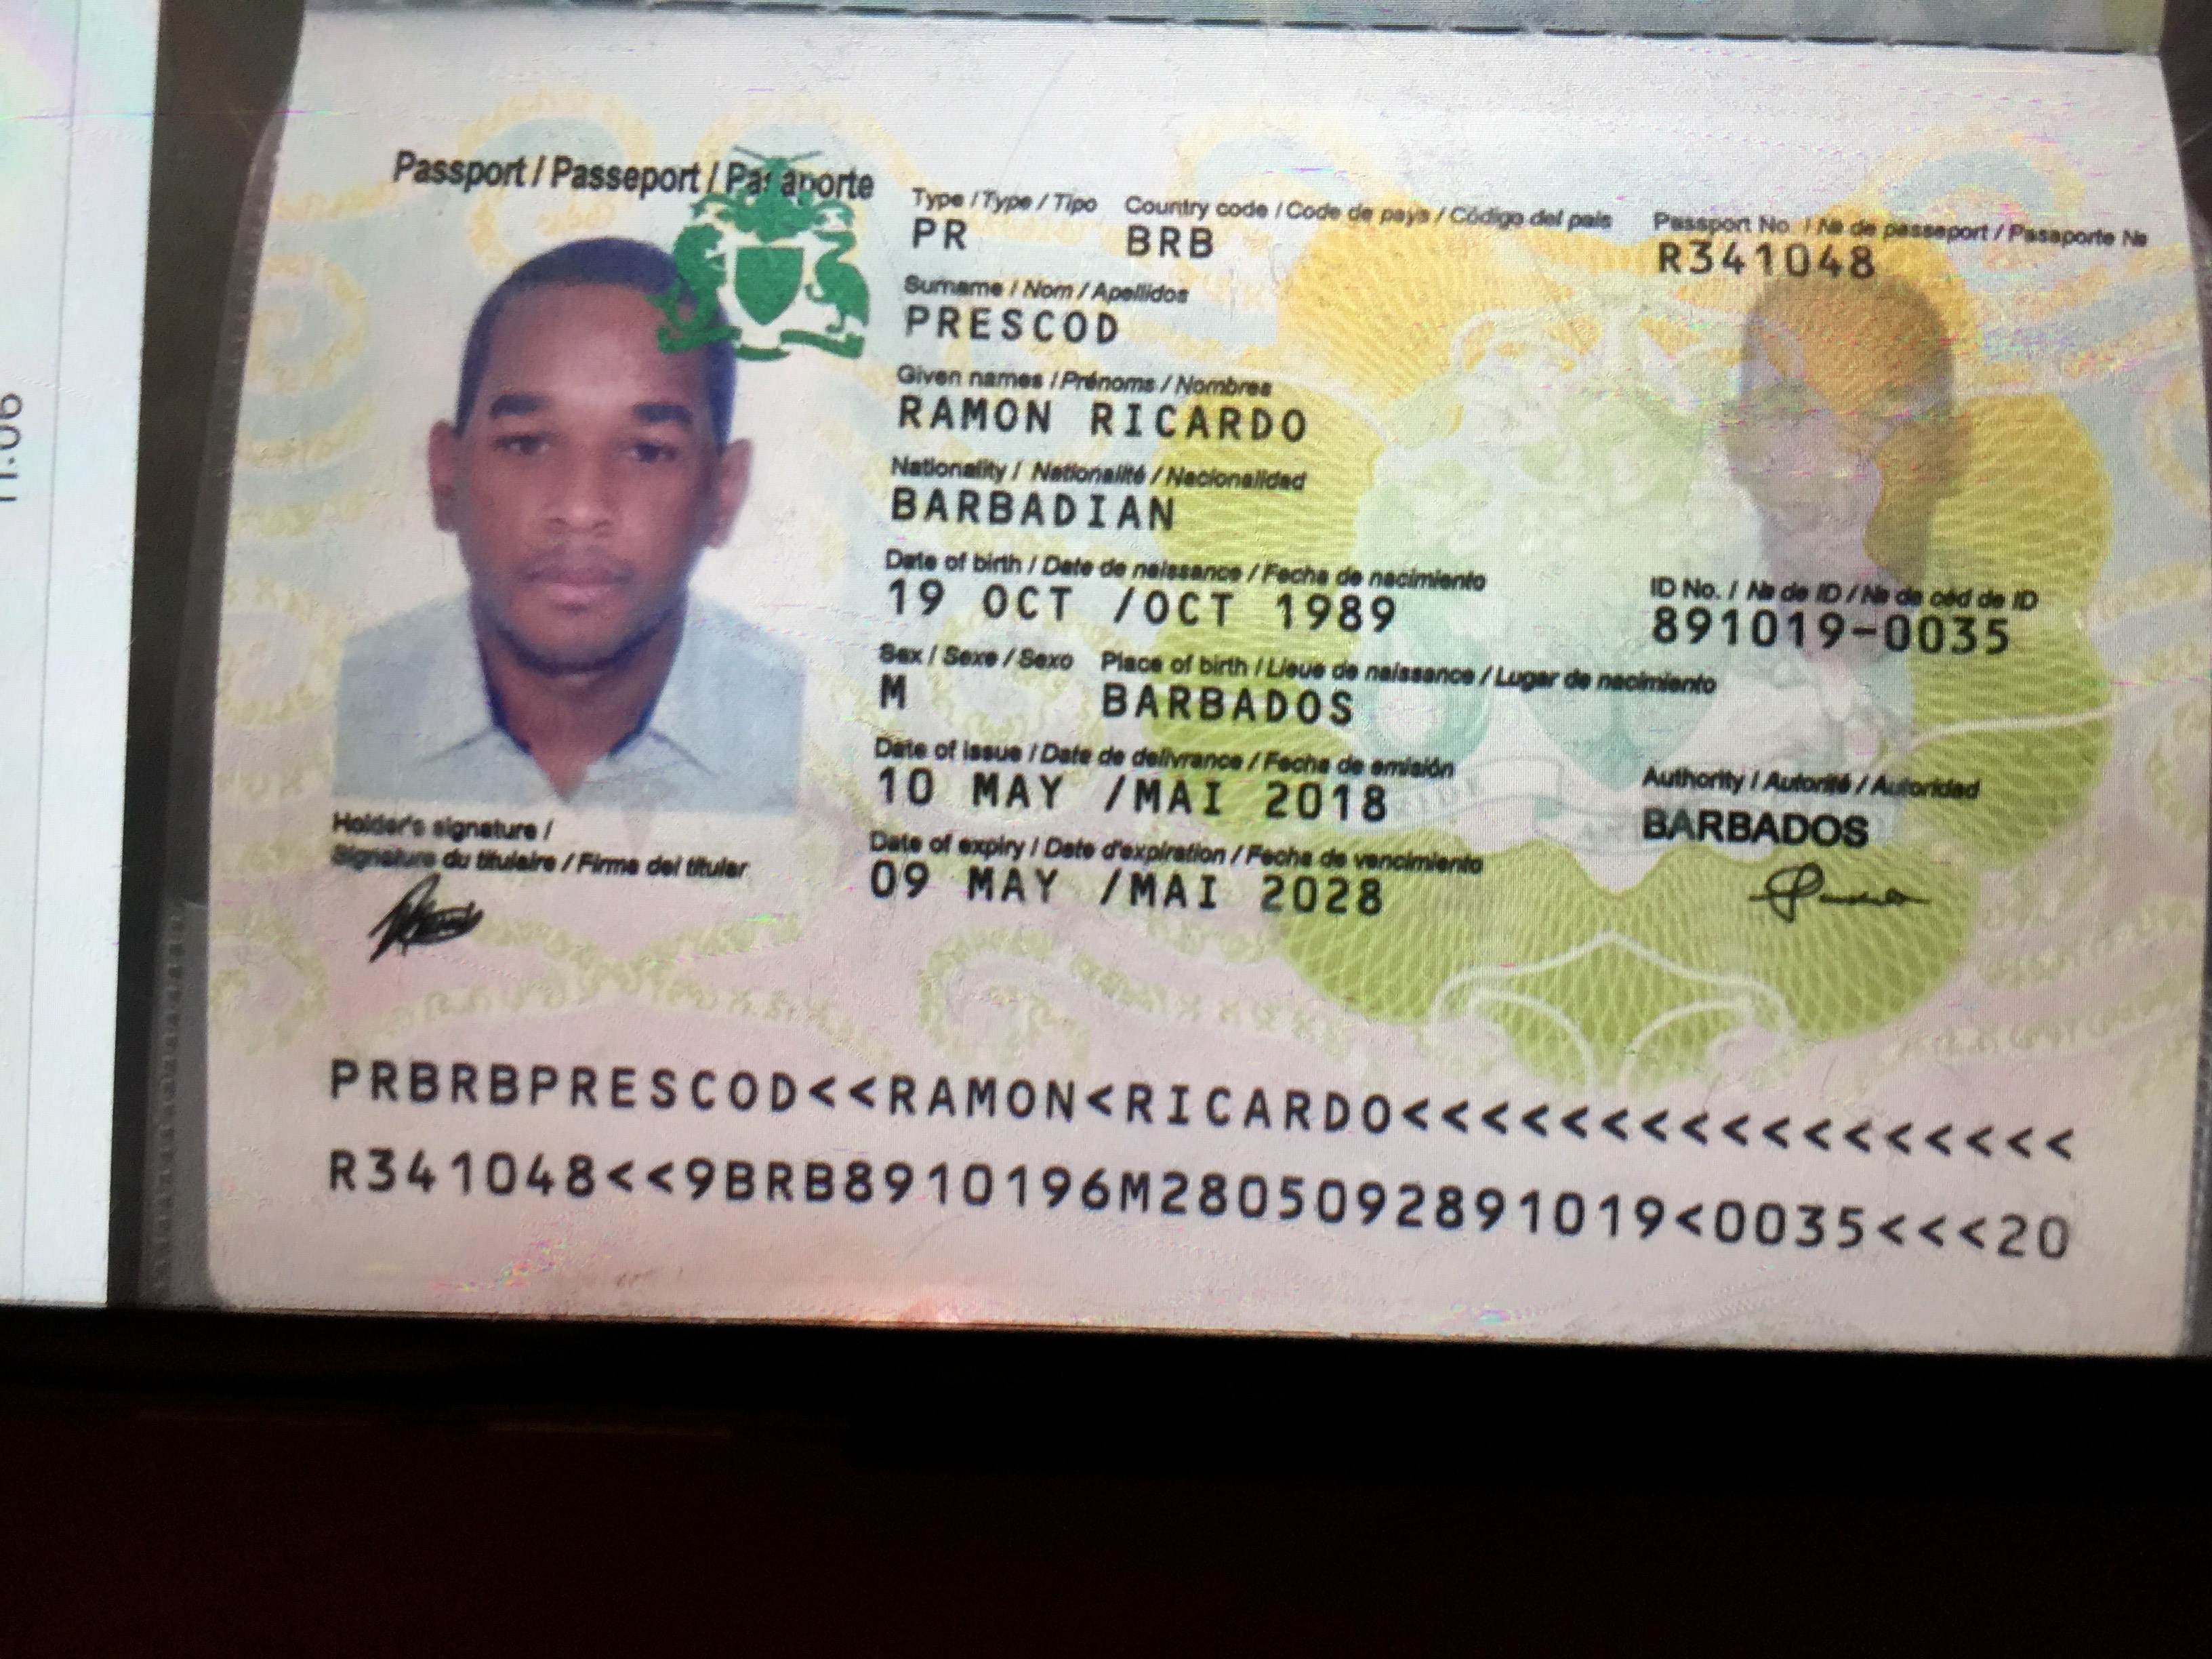 11:06
Passport / Passeport / Pa aporte
Type / Type / Tipo Country code / Code de pays / Código del país Passport No. / No de passeport / Pasaporte No
PR BRB R341048
Surname / Nom / Apellidos
PRESCOD
Given names / Prénoms / Nombres
RAMON RICARDO
Nationality / Nationalité / Nacionalidad
BARBADIAN
Date of birth / Date de naissance / Fecha de nacimiento ID No. / No de ID / No de céd de ID
19 OCT /OCT 1989 891019-0035
Sex / Sexe / Sexo Place of birth / Lieue de naissance / Lugar de nacimiento
M BARBADOS
Date of issue / Date de delivrance / Fecha de emisión Authority / Autorité / Autoridad
10 MAY /MAI 2018 BARBADOS
Date of expiry / Date d'expiration / Fecha de vencimiento
09 MAY /MAI 2028
Holder's signature /
Signature du titulaire / Firma del titular
PRBRBPRESCOD<<RAMON<RICARDO<<<<<<<<<<<<<<<<<
R341048<<9BRB8910196M2805092891019<0035<<<20